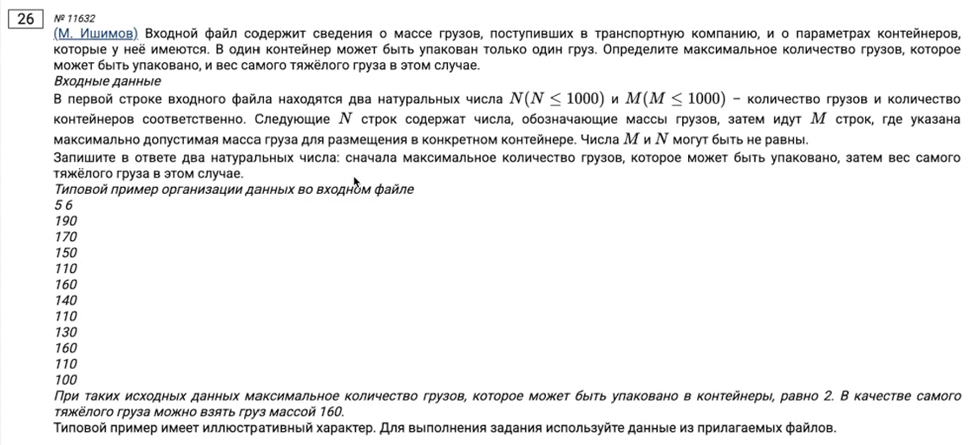 26
№ 11632
(М. Ишимов) Входной файл содержит сведения о массе грузов, поступивших в транспортную компанию, и о параметрах контейнеров,
которые у неё имеются. В один контейнер может быть упакован только один груз. Определите максимальное количество грузов, которое
может быть упаковано, и вес самого тяжёлого груза в этом случае.
Входные данные
В первой строке входного файла находятся два натуральных числа N(N ≤ 1000) и M(M ≤ 1000) – количество грузов и количество
контейнеров соответственно. Следующие N строк содержат числа, обозначающие массы грузов, затем идут M строк, где указана
максимально допустимая масса груза для размещения в конкретном контейнере. Числа M и N могут быть не равны.
Запишите в ответе два натуральных числа: сначала максимальное количество грузов, которое может быть упаковано, затем вес самого
тяжёлого груза в этом случае.
Типовой пример организации данных во входном файле
5 6
190
170
150
110
160
140
110
130
160
110
100
При таких исходных данных максимальное количество грузов, которое может быть упаковано в контейнеры, равно 2. В качестве самого
тяжёлого груза можно взять груз массой 160.
Типовой пример имеет иллюстративный характер. Для выполнения задания используйте данные из прилагаемых файлов.